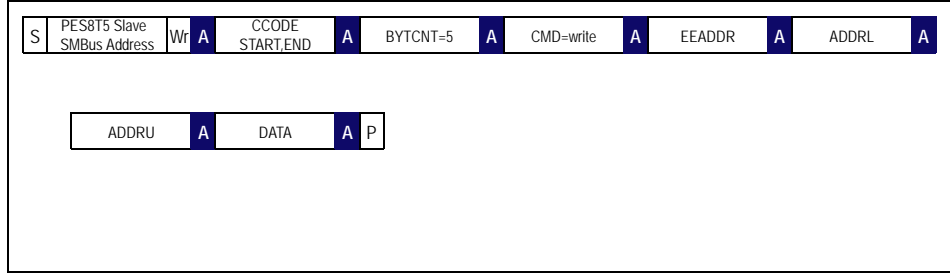 S PES8T5 Slave SMBus Address Wr A CCODE START,END A BYTCNT=5 A CMD=write A EEADDR A ADDRL A
ADDRU A DATA A P